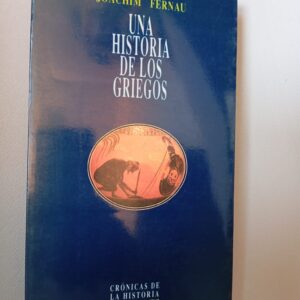 JOACHIM FERNAU
UNA
HISTORIA
DE LOS
GRIEGOS
CRÓNICAS DE
LA HISTORIA